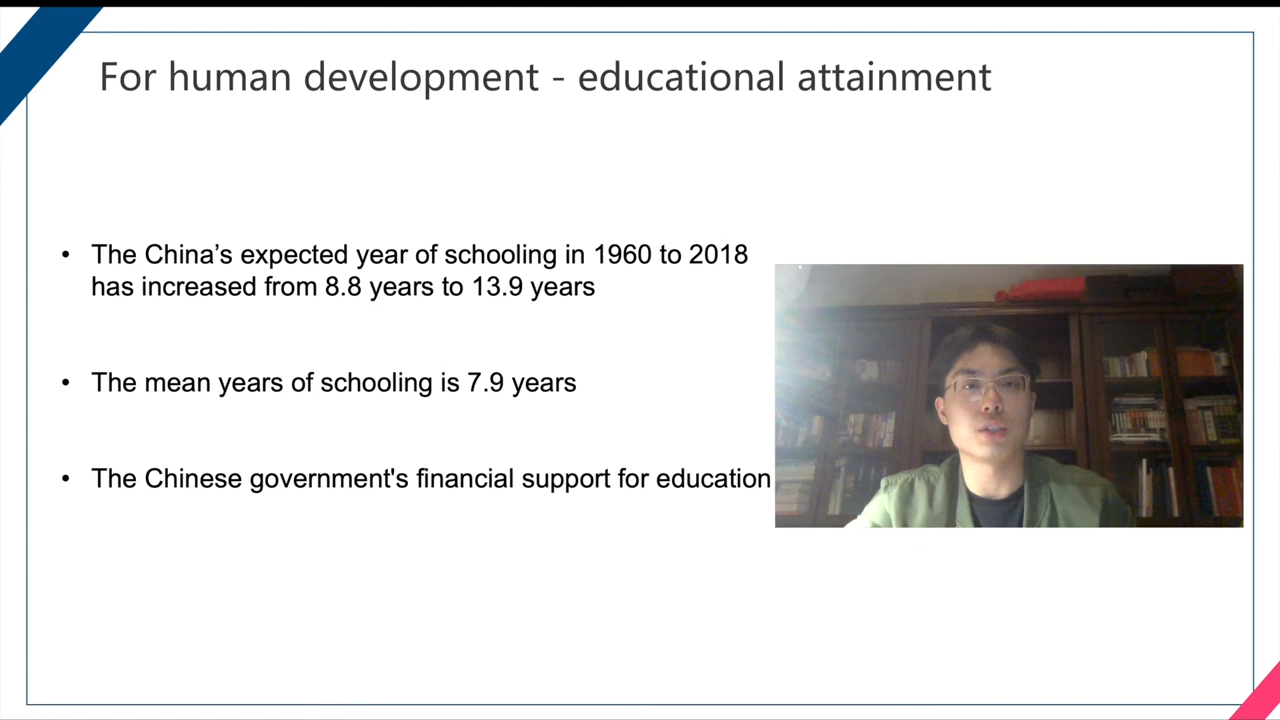 For human development - educational attainment
• The China’s expected year of schooling in 1960 to 2018
has increased from 8.8 years to 13.9 years
• The mean years of schooling is 7.9 years
• The Chinese government's financial support for education